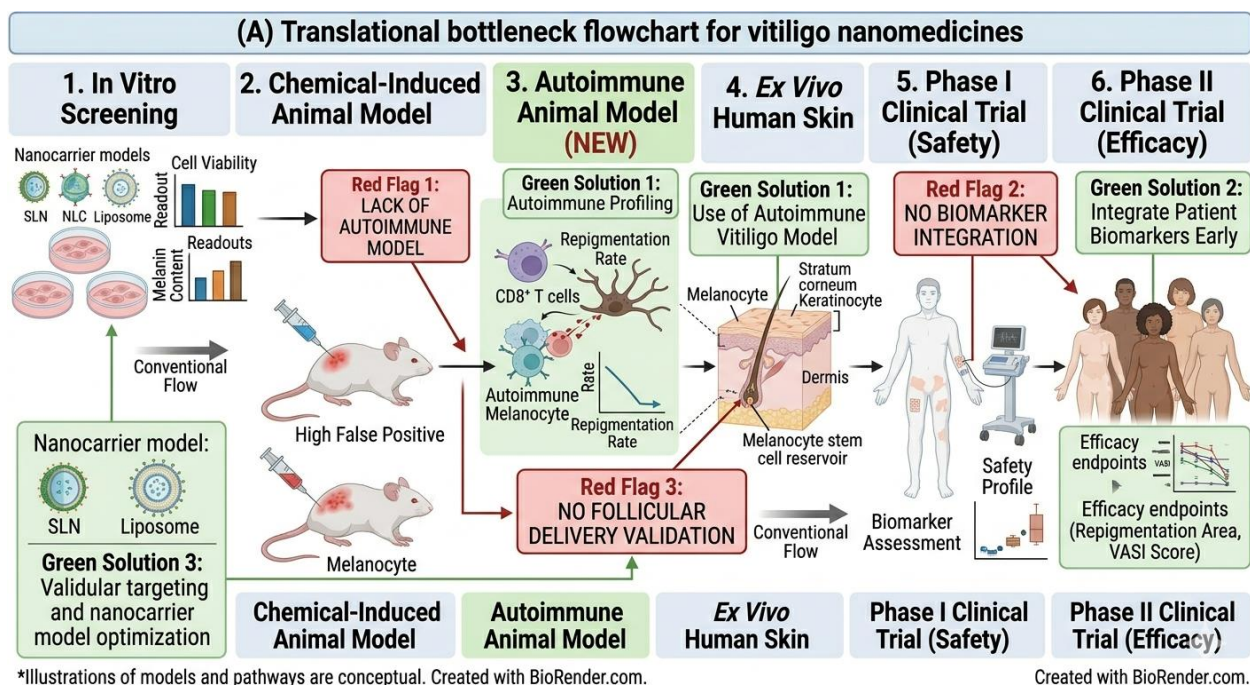 (A) Translational bottleneck flowchart for vitiligo nanomedicines
1. In Vitro
Screening
2. Chemical-Induced
Animal Model
3. Autoimmune
Animal Model
(NEW)
4. Ex Vivo
Human Skin
5. Phase I
Clinical Trial
(Safety)
6. Phase II
Clinical Trial
(Efficacy)
Nanocarrier models
SLN
NLC
Liposome
Cell Viability
Readout
Readouts
Melanin
Content
Conventional
Flow
Nanocarrier model:
SLN
Liposome
Green Solution 3:
Validular targeting
and nanocarrier
model optimization
Red Flag 1:
LACK OF
AUTOIMMUNE
MODEL
High False Positive
Melanocyte
Green Solution 1:
Autoimmune Profiling
Repigmentation
Rate
CD8+ T cells
Autoimmune
Melanocyte
Rate
Repigmentation
Rate
Red Flag 3:
NO FOLLICULAR
DELIVERY VALIDATION
Green Solution 1:
Use of Autoimmune
Vitiligo Model
Melanocyte
Stratum
corneum
Keratinocyte
Dermis
Melanocyte stem
cell reservoir
Conventional
Flow
Red Flag 2:
NO BIOMARKER
INTEGRATION
Safety
Profile
Biomarker
Assessment
Green Solution 2:
Integrate Patient
Biomarkers Early
Efficacy
endpoints
VASI
Efficacy endpoints
(Repigmentation Area,
VASI Score)
Chemical-Induced
Animal Model
Autoimmune
Animal Model
Ex Vivo
Human Skin
Phase I Clinical
Trial (Safety)
Phase II Clinical
Trial (Efficacy)
*Illustrations of models and pathways are conceptual. Created with BioRender.com.
Created with BioRender.com.